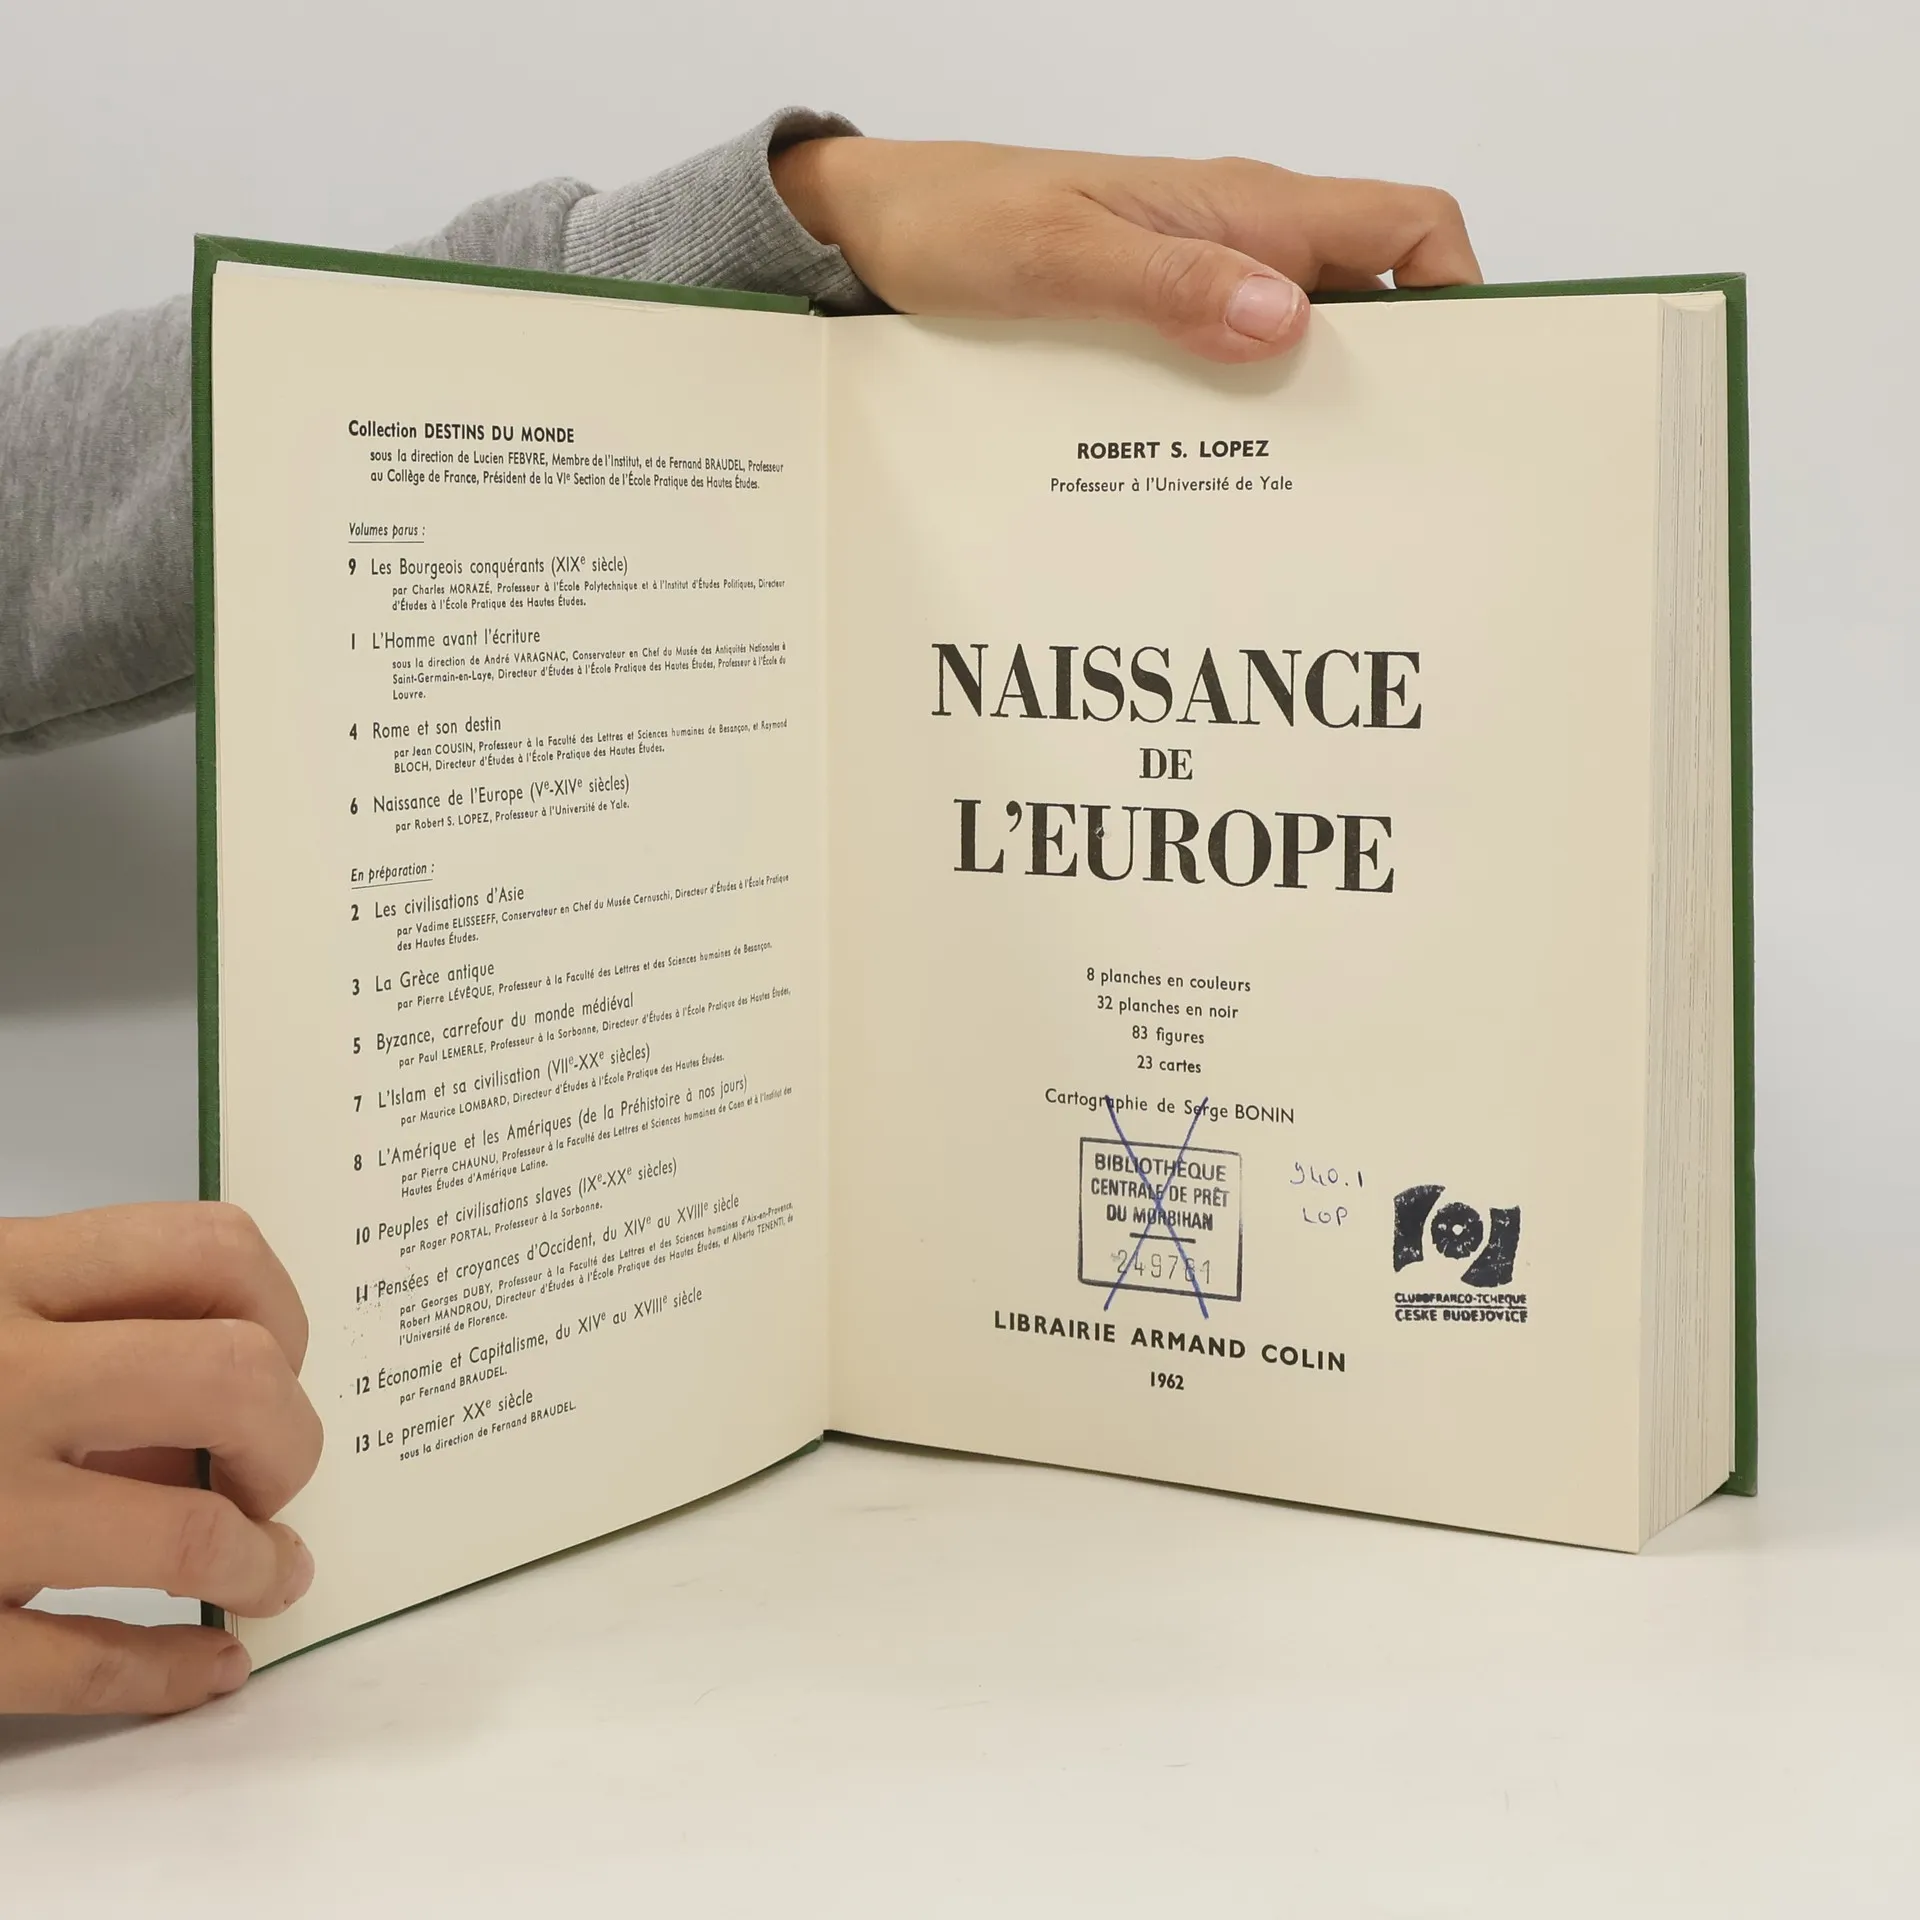 Collection DESTINS DU MONDE
sous la direction de Lucien FEBVRE, Membre de l'Institut, et de Fernand BRAUDEL, Professeur
au Collège de France, Président de la VIe Section de l'École Pratique des Hautes Études.
Volumes parus :
9 Les Bourgeois conquérants (XIXe siècle)
par Charles MORAZÉ, Professeur à l'École Polytechnique et à l'Institut d'Études Politiques, Directeur
d'Études à l'École Pratique des Hautes Études.
1 L'Homme avant l'écriture
sous la direction de André VARAGNAC, Conservateur en Chef du Musée des Antiquités Nationales à
Saint-Germain-en-Laye, Directeur d'Études à l'École Pratique des Hautes Études, Professeur à l'École du
Louvre.
4 Rome et son destin
par Jean COUSIN, Professeur à la Faculté des Lettres et Sciences humaines de Besançon, et Raymond
BLOCH, Directeur d'Études à l'École Pratique des Hautes Études.
6 Naissance de l'Europe (Ve-XIVe siècles)
par Robert S. LOPEZ, Professeur à l'Université de Yale.
En préparation :
2 Les civilisations d'Asie
par Vadime ELISSEEFF, Conservateur en Chef du Musée Cernuschi, Directeur d'Études à l'École Pratique
des Hautes Études.
3 La Grèce antique
par Pierre LÉVÊQUE, Professeur à la Faculté des Lettres et des Sciences humaines de Besançon.
5 Byzance, carrefour du monde médiéval
par Paul LEMERLE, Professeur à la Sorbonne, Directeur d'Études à l'École Pratique des Hautes Études.
7 L'Islam et sa civilisation (VIIe-XXe siècles)
par Maurice LOMBARD, Directeur d'Études à l'École Pratique des Hautes Études.
8 L'Amérique et les Amériques (de la Préhistoire à nos jours)
par Pierre CHAUNU, Professeur à la Faculté des Lettres et Sciences humaines de Caen et à l'Institut des
Hautes Études d'Amérique Latine.
10 Peuples et civilisations slaves (IXe-XXe siècles)
par Roger PORTAL, Professeur à la Sorbonne.
11 Pensées et croyances d'Occident, du XIVe au XVIIIe siècle
par Georges DUBY, Professeur à la Faculté des Lettres et des Sciences humaines d'Aix-en-Provence,
Robert MANDROU, Directeur d'Études à l'École Pratique des Hautes Études, et Alberto TENENTI, de
l'Université de Florence.
12 Économie et Capitalisme, du XIVe au XVIIIe siècle
par Fernand BRAUDEL.
13 Le premier XXe siècle
sous la direction de Fernand BRAUDEL.
ROBERT S. LOPEZ
Professeur à l'Université de Yale
NAISSANCE
DE
L'EUROPE
8 planches en couleurs
32 planches en noir
83 figures
23 cartes
Cartographie de Serge BONIN
BIBLIOTHÈQUE
CENTRALE DE PRÊT
DU MORBIHAN
249781
940.1
LOP
CLUB FRANCO-TCHEQUE
ČESKE BUDEJOVICE
LIBRAIRIE ARMAND COLIN
1962